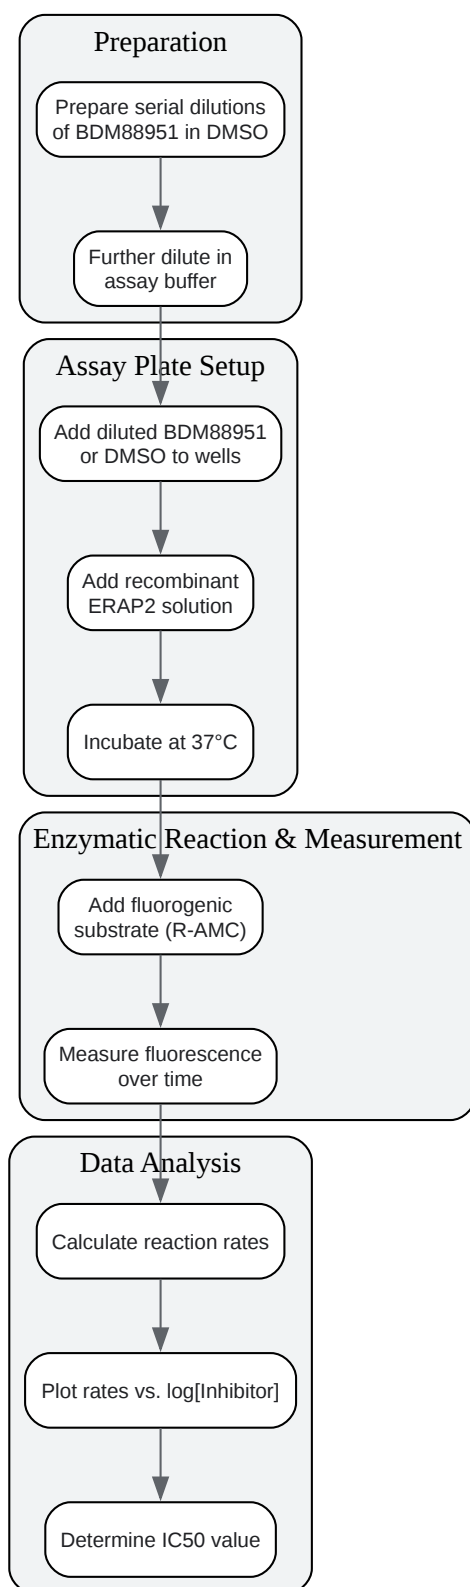 Preparation
Prepare serial dilutions
of BDM88951 in DMSO
Further dilute in
assay buffer
Assay Plate Setup
Add diluted BDM88951
or DMSO to wells
Add recombinant
ERAP2 solution
Incubate at 37°C
Enzymatic Reaction & Measurement
Add fluorogenic
substrate (R-AMC)
Measure fluorescence
over time
Data Analysis
Calculate reaction rates
Plot rates vs. log[Inhibitor]
Determine IC50 value